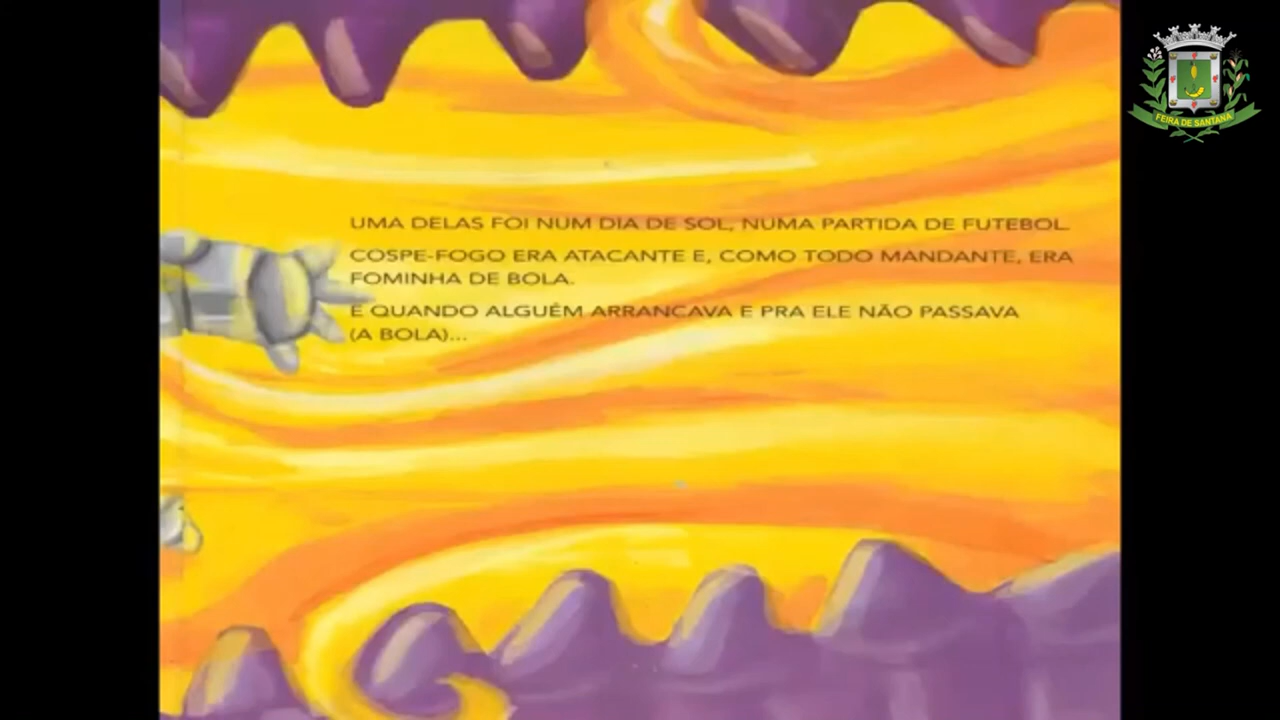 FEIRA DE SANTANA
UMA DELAS FOI NUM DIA DE SOL, NUMA PARTIDA DE FUTEBOL.
COSPE-FOGO ERA ATACANTE E, COMO TODO MANDANTE, ERA
FOMINHA DE BOLA.
E QUANDO ALGUÉM ARRANCAVA E PRA ELE NÃO PASSAVA
(A BOLA)...